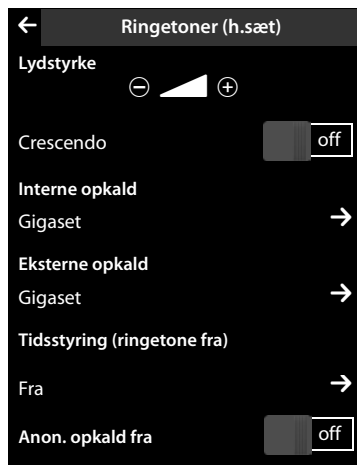 Ringetoner (h.sæt)
Lydstyrke
Crescendo off
Interne opkald
Gigaset
Eksterne opkald
Gigaset
Tidsstyring (ringetone fra)
Fra
Anon. opkald fra off